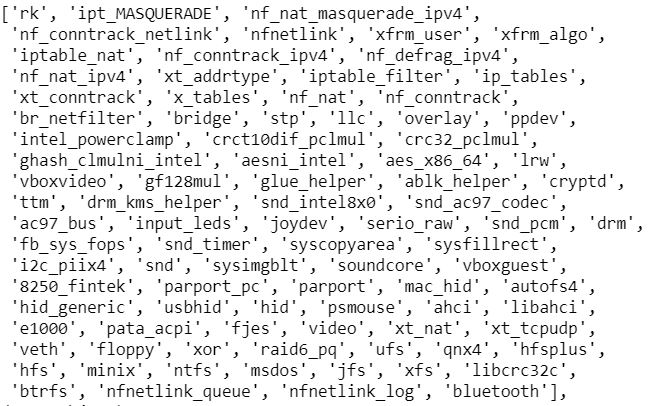 ['rk', 'ipt_MASQUERADE', 'nf_nat_masquerade_ipv4',
'nf_conntrack_netlink', 'nfnetlink', 'xfrm_user', 'xfrm_algo',
'iptable_nat', 'nf_conntrack_ipv4', 'nf_defrag_ipv4',
'nf_nat_ipv4', 'xt_addrtype', 'iptable_filter', 'ip_tables',
'xt_conntrack', 'x_tables', 'nf_nat', 'nf_conntrack',
'br_netfilter', 'bridge', 'stp', 'llc', 'overlay', 'ppdev',
'intel_powerclamp', 'crct10dif_pclmul', 'crc32_pclmul',
'ghash_clmulni_intel', 'aesni_intel', 'aes_x86_64', 'lrw',
'vboxvideo', 'gf128mul', 'glue_helper', 'ablk_helper', 'cryptd',
'ttm', 'drm_kms_helper', 'snd_intel8x0', 'snd_ac97_codec',
'ac97_bus', 'input_leds', 'joydev', 'serio_raw', 'snd_pcm', 'drm',
'fb_sys_fops', 'snd_timer', 'syscopyarea', 'sysfillrect',
'i2c_piix4', 'snd', 'sysimgblt', 'soundcore', 'vboxguest',
'8250_fintek', 'parport_pc', 'parport', 'mac_hid', 'autofs4',
'hid_generic', 'usbhid', 'hid', 'psmouse', 'ahci', 'libahci',
'e1000', 'pata_acpi', 'fjes', 'video', 'xt_nat', 'xt_tcpudp',
'veth', 'floppy', 'xor', 'raid6_pq', 'ufs', 'qnx4', 'hfsplus',
'hfs', 'minix', 'ntfs', 'msdos', 'jfs', 'xfs', 'libcrc32c',
'btrfs', 'nfnetlink_queue', 'nfnetlink_log', 'bluetooth'],